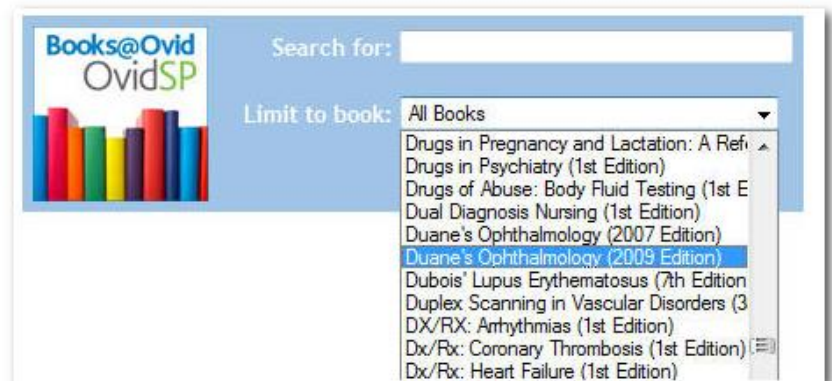 Books@Ovid
OvidSP
Search for:
Limit to book:
All Books
Drugs in Pregnancy and Lactation: A Refe
Drugs in Psychiatry (1st Edition)
Drugs of Abuse: Body Fluid Testing (1st E
Dual Diagnosis Nursing (1st Edition)
Duane's Ophthalmology (2007 Edition)
Duane's Ophthalmology (2009 Edition)
Dubois' Lupus Erythematosus (7th Edition
Duplex Scanning in Vascular Disorders (3
DX/RX: Arrhythmias (1st Edition)
Dx/Rx: Coronary Thrombosis (1st Edition)
Dx/Rx: Heart Failure (1st Edition)